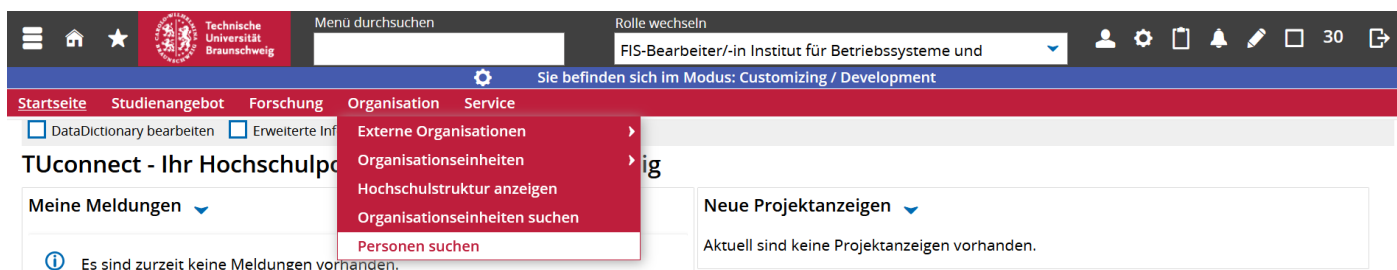 Technische
Universität
Braunschweig
Menü durchsuchen
Rolle wechseln
FIS-Bearbeiter/-in Institut für Betriebssysteme und
30
Sie befinden sich im Modus: Customizing / Development
Startseite Studienangebot Forschung Organisation Service
DataDictionary bearbeiten Erweiterte Inf
Externe Organisationen
Organisationseinheiten
Hochschulstruktur anzeigen
Organisationseinheiten suchen
Personen suchen
TUconnect - Ihr Hochschulpo ig
Meine Meldungen
Es sind zurzeit keine Meldungen vorhanden.
Neue Projektanzeigen
Aktuell sind keine Projektanzeigen vorhanden.